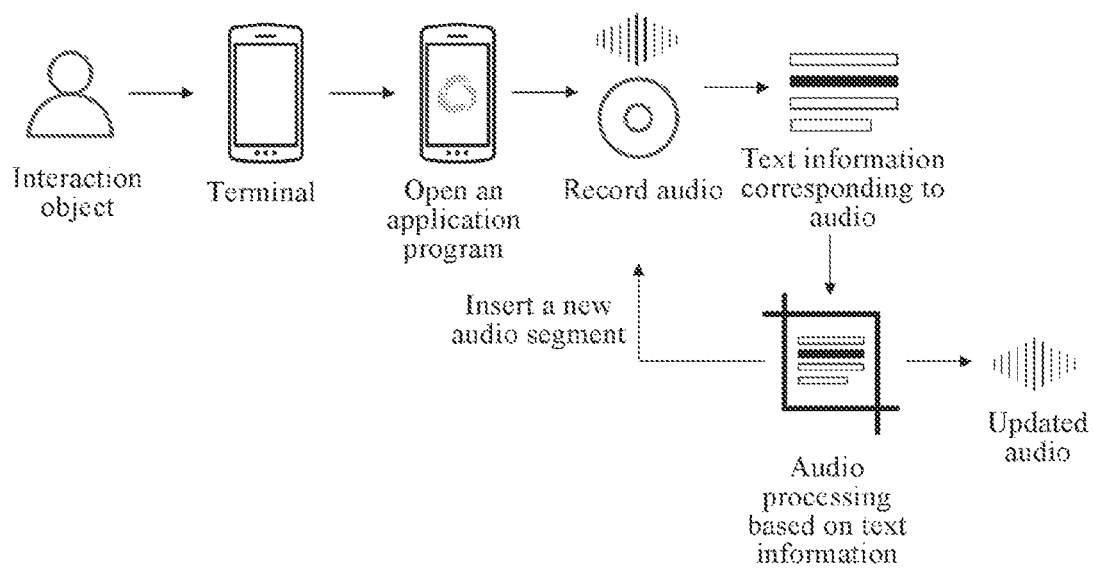 Interaction
object
Terminal
Open an
application
program
Record audio
Text information
corresponding to
audio
Insert a new
audio segment
Updated
audio
Audio
processing
based on text
information